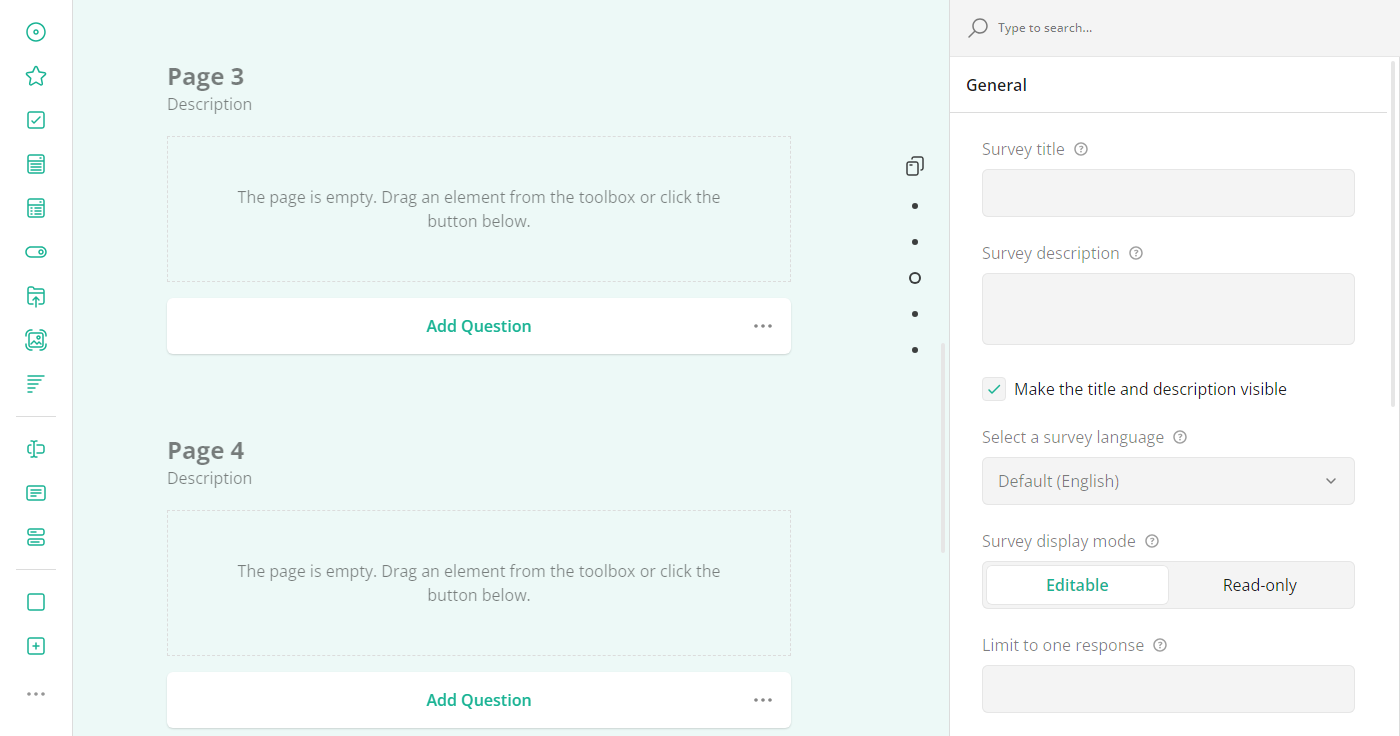 Type to search...
General
Page 3
Description
The page is empty. Drag an element from the toolbox or click the
button below.
Add Question
Page 4
Description
The page is empty. Drag an element from the toolbox or click the
button below.
Add Question
Survey title
Survey description
Make the title and description visible
Select a survey language
Default (English)
Survey display mode
Editable
Read-only
Limit to one response